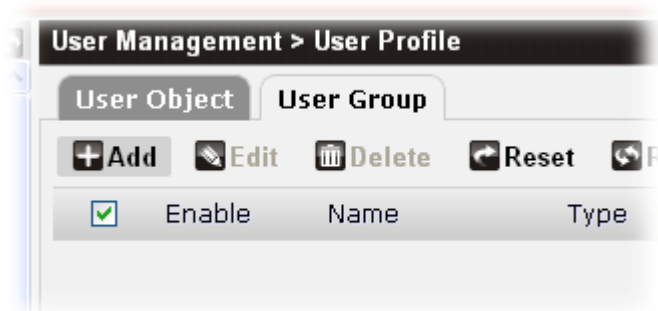 User Management > User Profile
User Object User Group
Add Edit Delete Reset
Enable Name Type